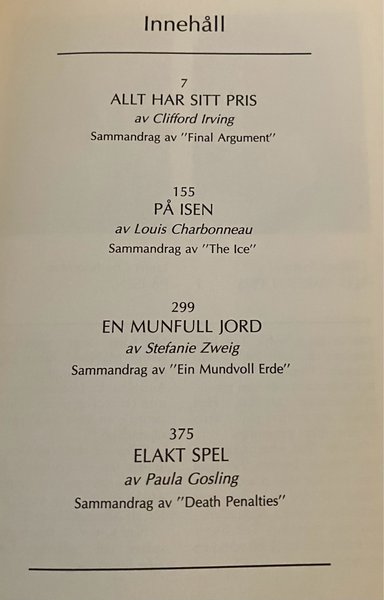 Innehåll
7
ALLT HAR SITT PRIS
av Clifford Irving
Sammandrag av ”Final Argument”
155
PÅ ISEN
av Louis Charbonneau
Sammandrag av ”The Ice”
299
EN MUNFULL JORD
av Stefanie Zweig
Sammandrag av ”Ein Mundvoll Erde”
375
ELAKT SPEL
av Paula Gosling
Sammandrag av ”Death Penalties”